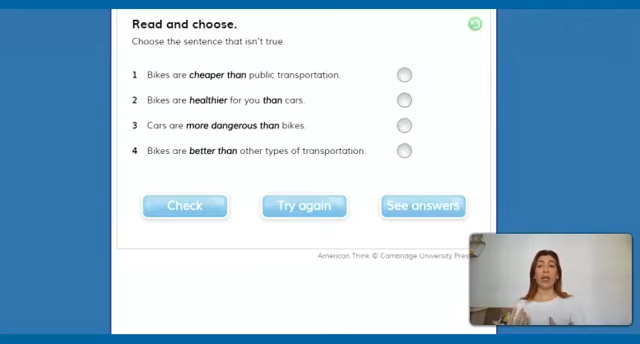 Read and choose.
Choose the sentence that isn't true.
1 Bikes are cheaper than public transportation.
2 Bikes are healthier for you than cars.
3 Cars are more dangerous than bikes.
4 Bikes are better than other types of transportation.
Check Try again See answers
American Think © Cambridge University Pres